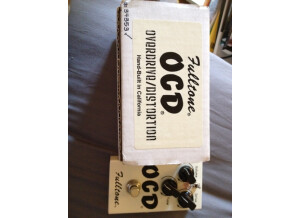 Fulltone®
OCD®
OVERDRIVE/DISTORTION
Hand-Built in California
Fulltone.
OCD